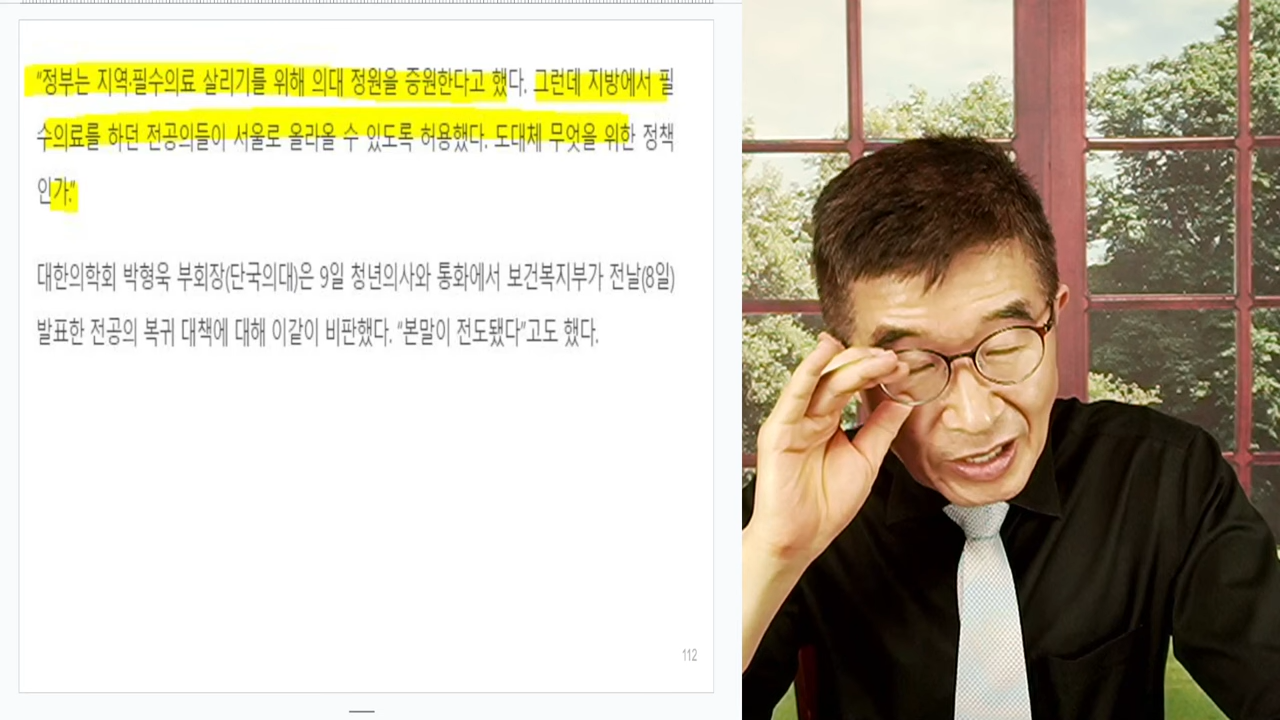 “정부는 지역·필수의료 살리기를 위해 의대 정원을 증원한다고 했다. 그런데 지방에서 필
수의료를 하던 전공의들이 서울로 올라올 수 있도록 허용했다. 도대체 무엇을 위한 정책
인가.”
대한의학회 박형욱 부회장(단국의대)은 9일 청년의사와 통화에서 보건복지부가 전날(8일)
발표한 전공의 복귀 대책에 대해 이같이 비판했다. “본말이 전도됐다”고도 했다.
112